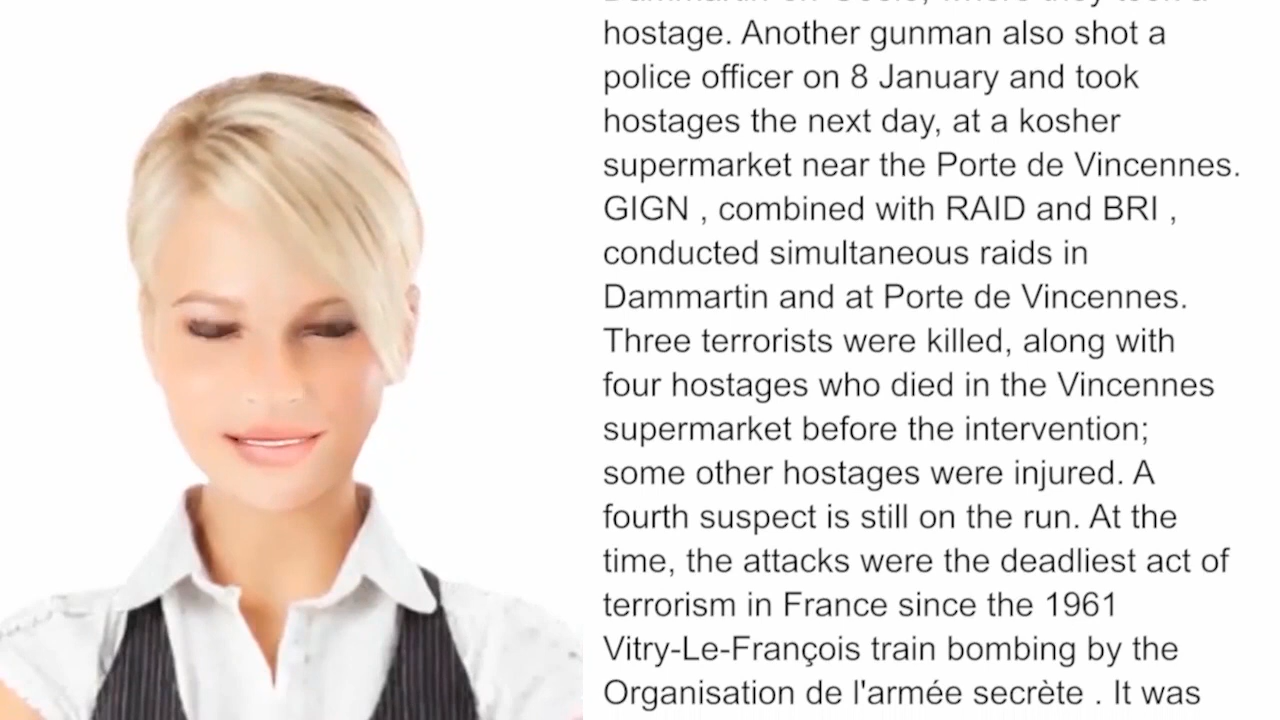 hostage. Another gunman also shot a
police officer on 8 January and took
hostages the next day, at a kosher
supermarket near the Porte de Vincennes.
GIGN , combined with RAID and BRI ,
conducted simultaneous raids in
Dammartin and at Porte de Vincennes.
Three terrorists were killed, along with
four hostages who died in the Vincennes
supermarket before the intervention;
some other hostages were injured. A
fourth suspect is still on the run. At the
time, the attacks were the deadliest act of
terrorism in France since the 1961
Vitry-Le-François train bombing by the
Organisation de l'armée secrète . It was